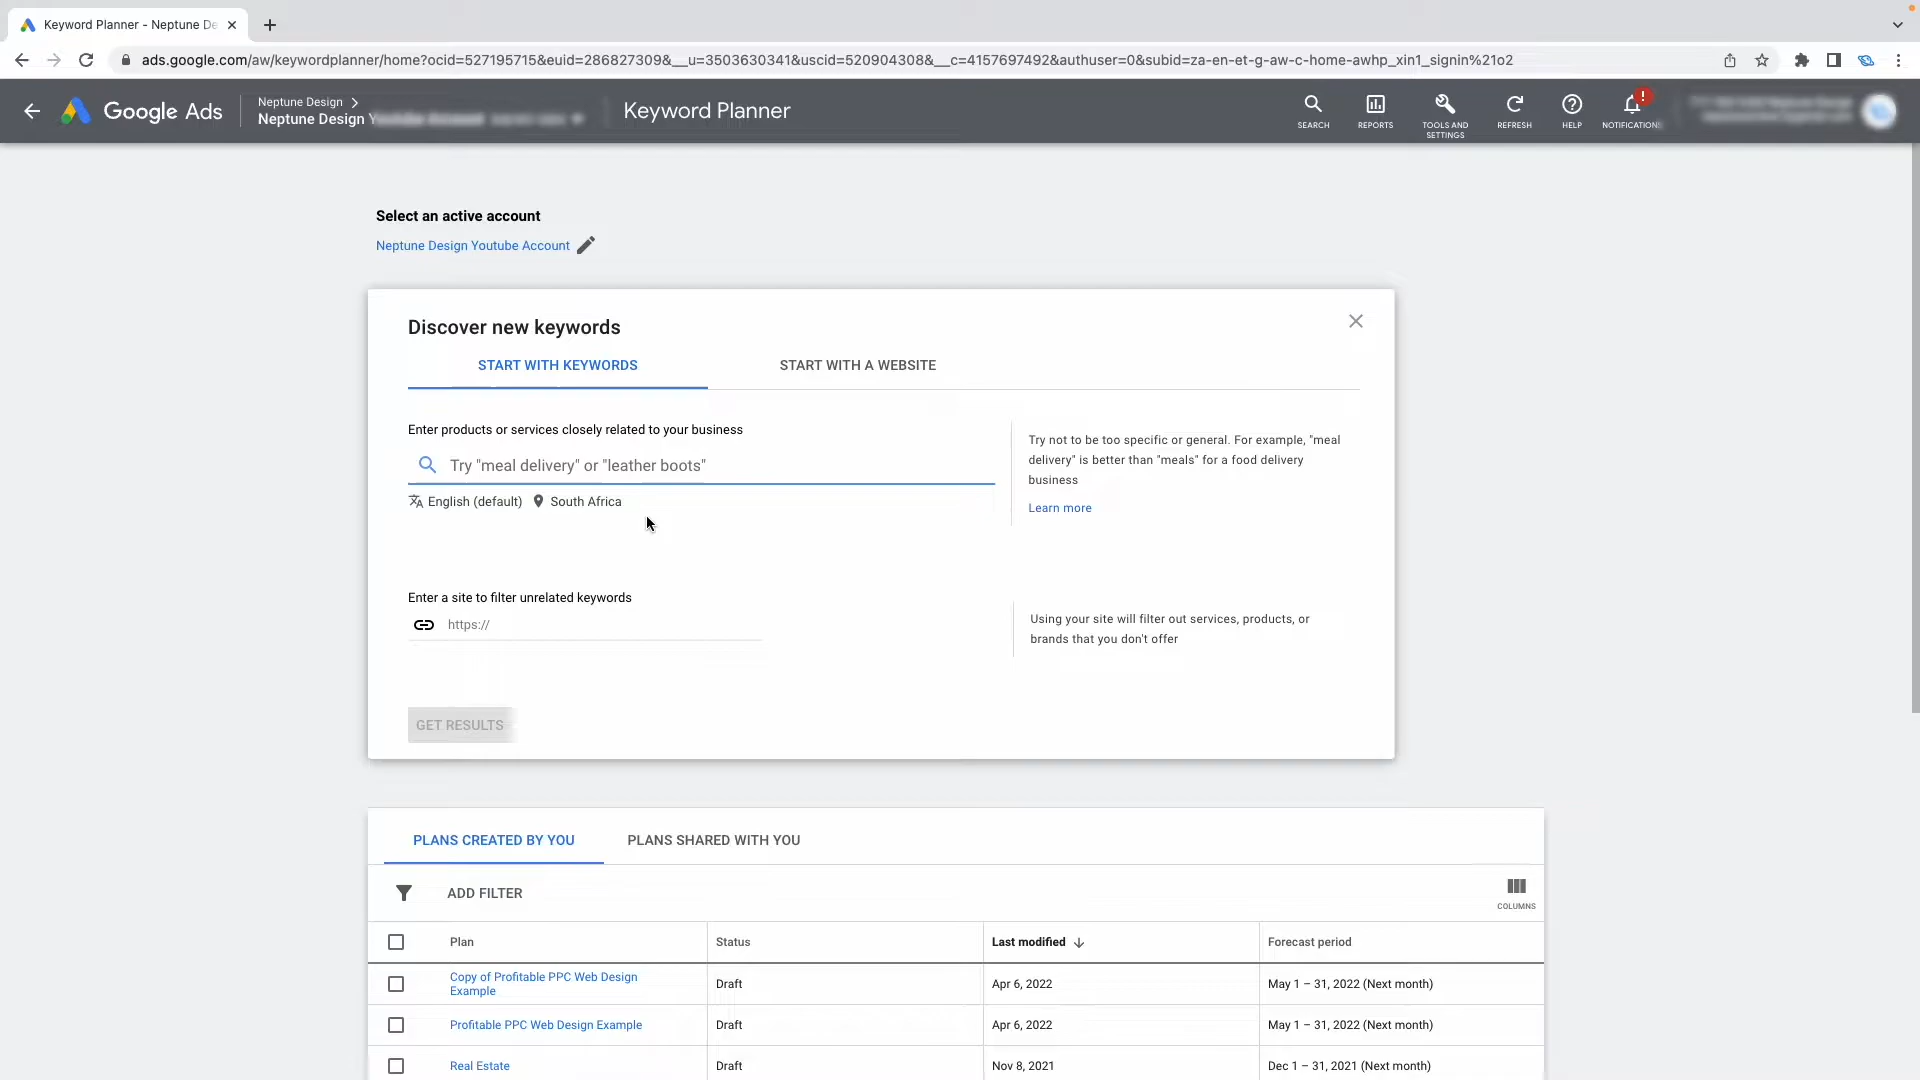 Keyword Planner - Neptune De
ads.google.com/aw/keywordplanner/home?ocid=527195715&euid=286827309&__u=3503630341&uscid=520904308&__c=4157697492&authuser=0&subid=za-en-et-g-aw-c-home-awhp_xin1_signin%21o2
Google Ads
Neptune Design
Neptune Design
Keyword Planner
SEARCH
REPORTS
TOOLS AND
SETTINGS
REFRESH
HELP
NOTIFICATIONS
Select an active account
Neptune Design Youtube Account
Discover new keywords
START WITH KEYWORDS
START WITH A WEBSITE
Enter products or services closely related to your business
Try "meal delivery" or "leather boots"
English (default)
South Africa
Try not to be too specific or general. For example, "meal
delivery" is better than "meals" for a food delivery
business
Learn more
Enter a site to filter unrelated keywords
https://
Using your site will filter out services, products, or
brands that you don't offer
GET RESULTS
PLANS CREATED BY YOU
PLANS SHARED WITH YOU
ADD FILTER
COLUMNS
Plan Status Last modified Forecast period
Copy of Profitable PPC Web Design
Example
Draft Apr 6, 2022 May 1 – 31, 2022 (Next month)
Profitable PPC Web Design Example Draft Apr 6, 2022 May 1 – 31, 2022 (Next month)
Real Estate Draft Nov 8, 2021 Dec 1 – 31, 2021 (Next month)